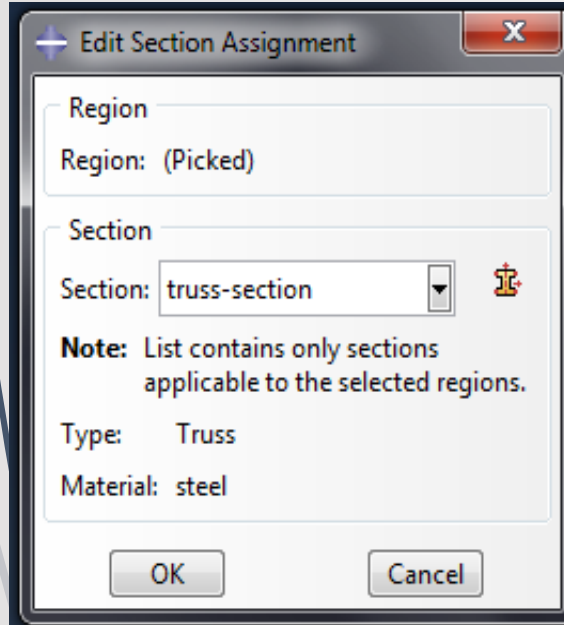 Edit Section Assignment
Region
Region: (Picked)
Section
Section: truss-section
Note: List contains only sections
applicable to the selected regions.
Type: Truss
Material: steel
OK Cancel